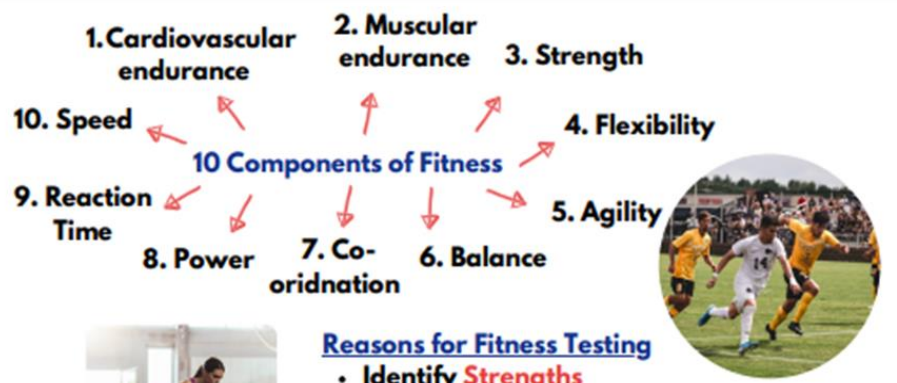 1.Cardiovascular
endurance
2. Muscular
endurance
3. Strength
4. Flexibility
5. Agility
6. Balance
7. Co-
oridnation
8. Power
9. Reaction
Time
10. Speed
10 Components of Fitness
14
Reasons for Fitness Testing
• Identify Strengths